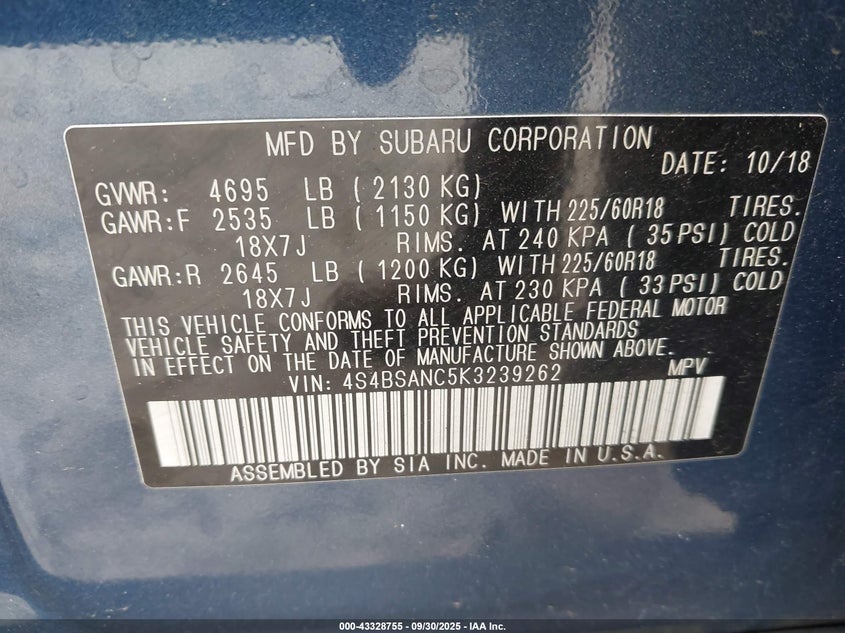 MFD BY SUBARU CORPORATION
DATE: 10/18
GVWR: 4695 LB ( 2130 KG)
GAWR:F 2535 LB ( 1150 KG) WITH 225/60R18 TIRES.
18X7J RIMS. AT 240 KPA ( 35 PSI) COLD
GAWR:R 2645 LB ( 1200 KG) WITH 225/60R18 TIRES.
18X7J RIMS. AT 230 KPA ( 33 PSI) COLD
THIS VEHICLE CONFORMS TO ALL APPLICABLE FEDERAL MOTOR
VEHICLE SAFETY AND THEFT PREVENTION STANDARDS
IN EFFECT ON THE DATE OF MANUFACTURE SHOWN ABOVE.
VIN: 4S4BSANC5K3239262 MPV
ASSEMBLED BY SIA INC. MADE IN U.S.A.
000-43328755 - 09/30/2025 - IAA Inc.